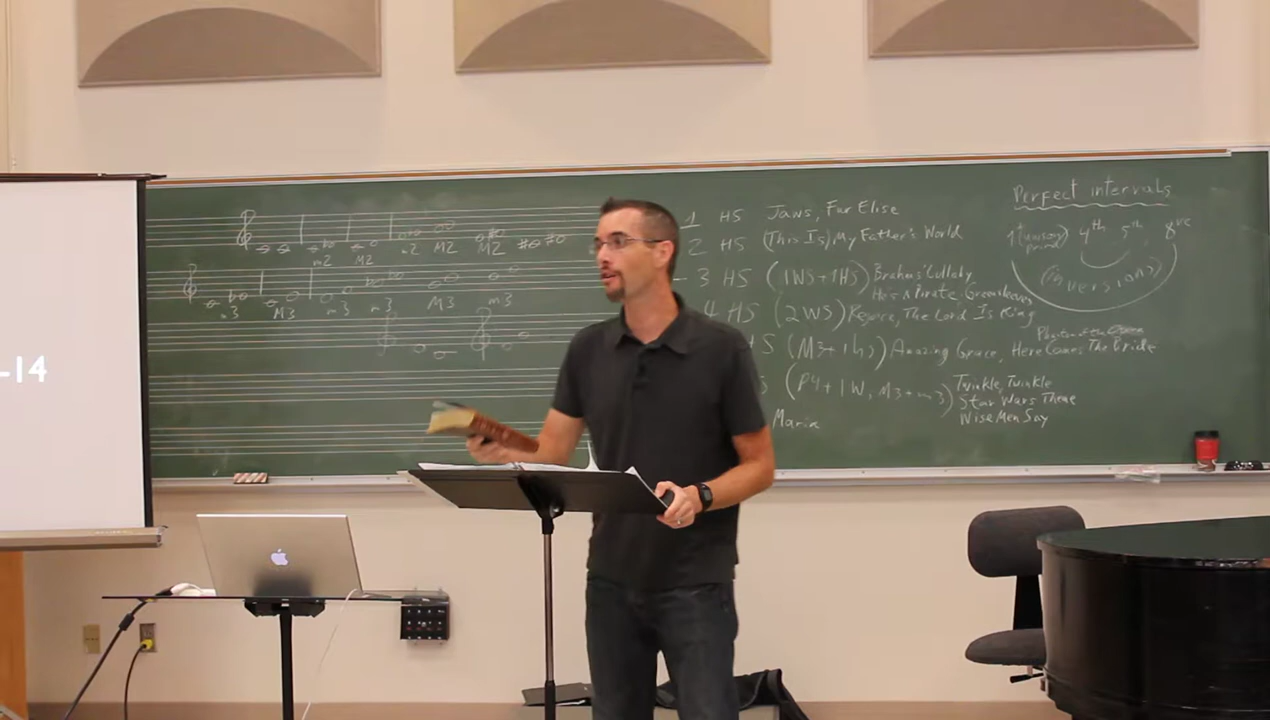 -14
m2 M2 m2 M2 M2
m3 M3 m3 m3 M3 m3
1 HS Jaws, Fur Elise
2 HS (This Is) My Father's World
3 HS (1WS+1HS) Brahms' Lullaby
He's a Pirate Greensleeves
4 HS (2WS) Rejoice, The Lord Is King
HS (M3+1hs) Amazing Grace, Here Comes The Bride
Phantom of the Opera
(P4+1W, M3+m3) Twinkle, Twinkle
Star Wars Theme
Wise Men Say
Maria
Perfect intervals
1 (unison) 4th 5th 8ve
(inversions)